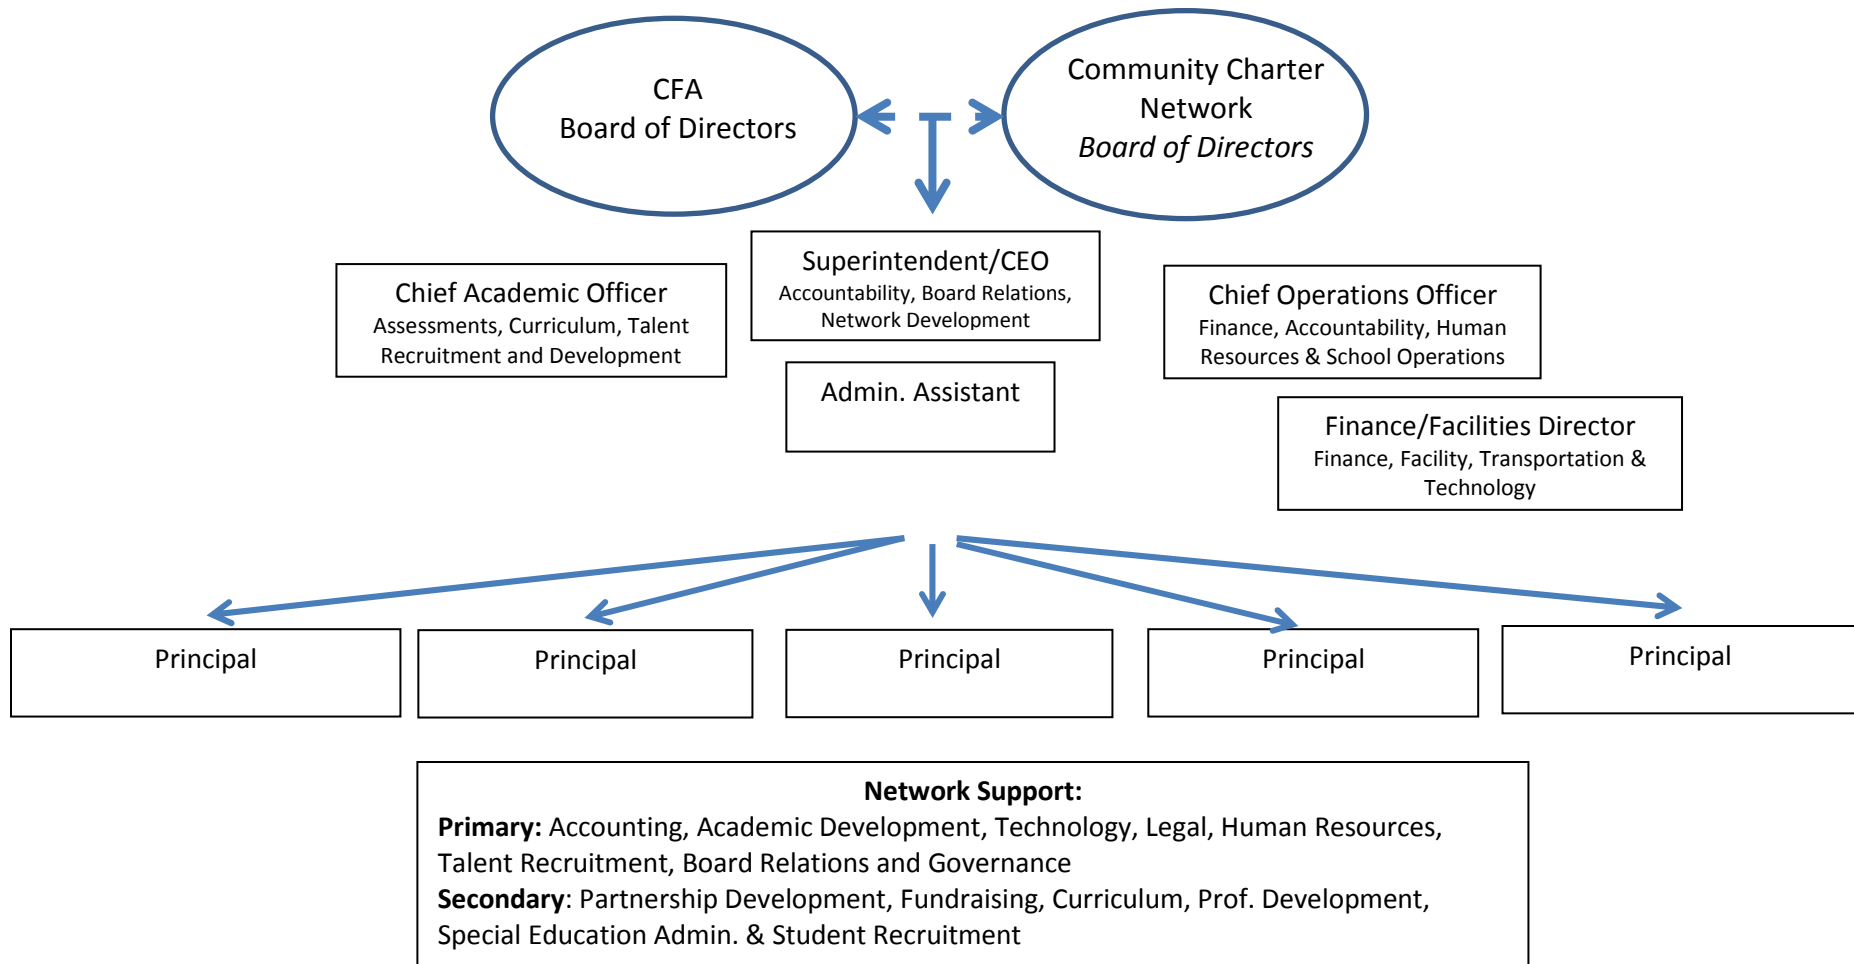 CFA
Board of Directors
Community Charter
Network
Board of Directors
Superintendent/CEO
Accountability, Board Relations,
Network Development
Chief Academic Officer
Assessments, Curriculum, Talent
Recruitment and Development
Chief Operations Officer
Finance, Accountability, Human
Resources & School Operations
Admin. Assistant
Finance/Facilities Director
Finance, Facility, Transportation &
Technology
Principal
Principal
Principal
Principal
Principal
Network Support:
Primary: Accounting, Academic Development, Technology, Legal, Human Resources,
Talent Recruitment, Board Relations and Governance
Secondary: Partnership Development, Fundraising, Curriculum, Prof. Development,
Special Education Admin. & Student Recruitment